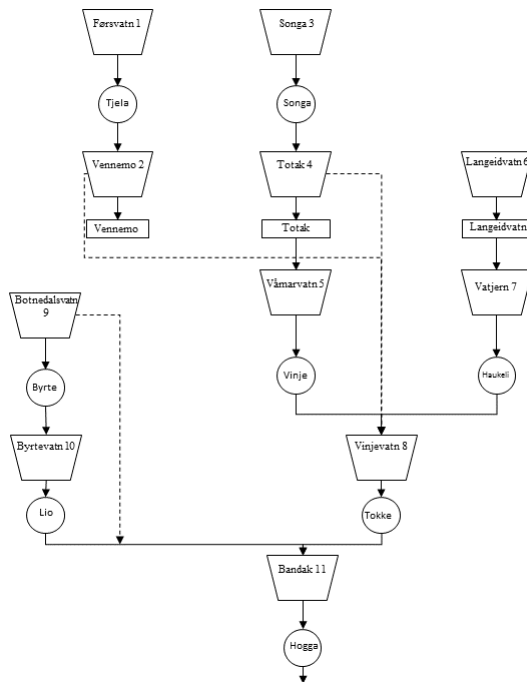 Førsvatn 1
Songa 3
Tjela
Songa
Vennemo 2
Totak 4
Langeidvatn 6
Vennemo
Totak
Langeidvatn
Våmarvatn 5
Vatjern 7
Botnedalsvatn
9
Byrte
Vinje
Haukeli
Byrtevatn 10
Vinjevatn 8
Lio
Tokke
Bandak 11
Hogga